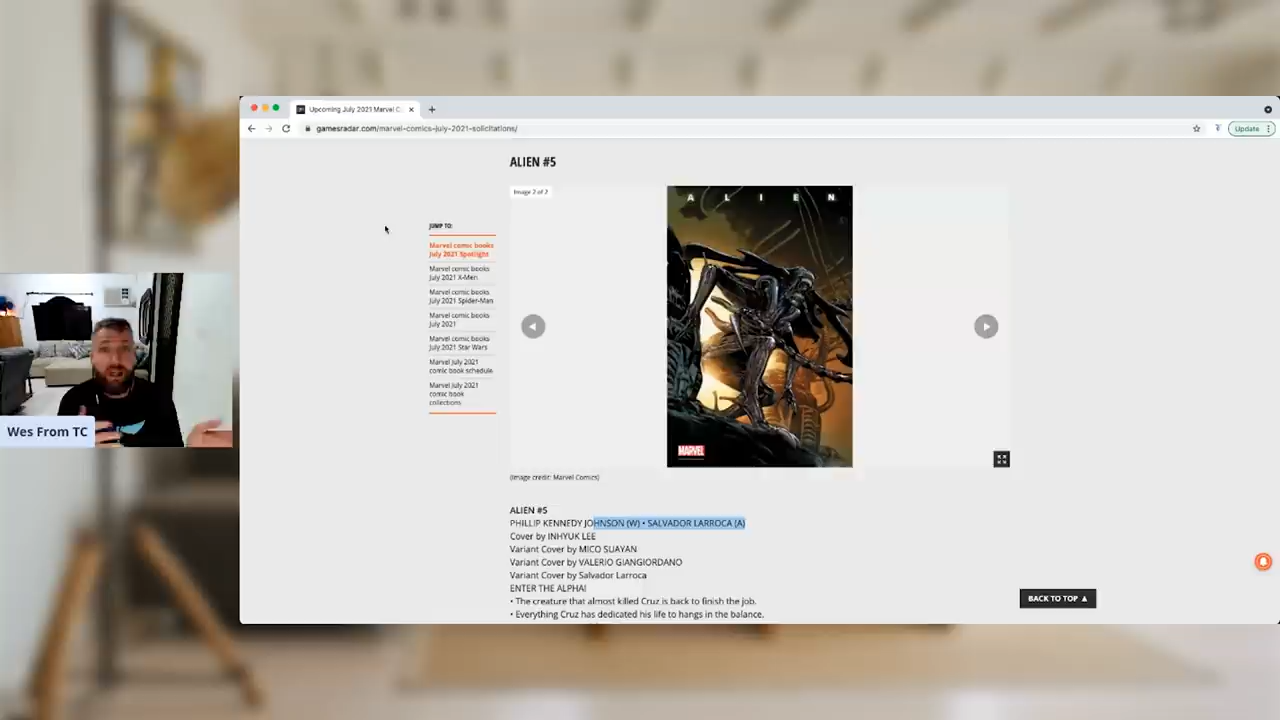 Upcoming July 2021 Marvel C
gamesradar.com/marvel-comics-july-2021-solicitations/
Update
ALIEN #5
Image 2 of 2
JUMP TO:
Marvel comic books
July 2021 Spotlight
Marvel comic books
July 2021 X-Men
Marvel comic books
July 2021 Spider-Man
Marvel comic books
July 2021
Marvel comic books
July 2021 Star Wars
Marvel July 2021
comic book schedule
Marvel July 2021
comic book
collections
A L I E N
MARVEL
(Image credit: Marvel Comics)
Wes From TC
ALIEN #5
PHILLIP KENNEDY JOHNSON (W) • SALVADOR LARROCA (A)
Cover by INHYUK LEE
Variant Cover by MICO SUAYAN
Variant Cover by VALERIO GIANGIORDANO
Variant Cover by Salvador Larroca
ENTER THE ALPHA!
• The creature that almost killed Cruz is back to finish the job.
• Everything Cruz has dedicated his life to hangs in the balance.
BACK TO TOP ▲